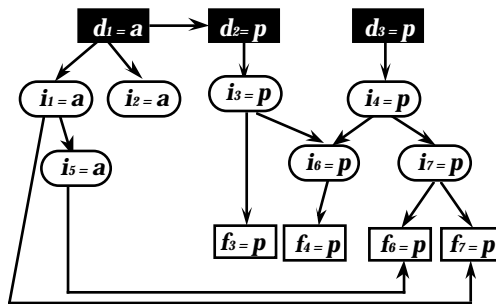 d₁ = a d₂ = p d₃ = p
i₁ = a i₂ = a i₃ = p i₄ = p
i₅ = a i₆ = p i₇ = p
f₃ = p f₄ = p f₆ = p f₇ = p